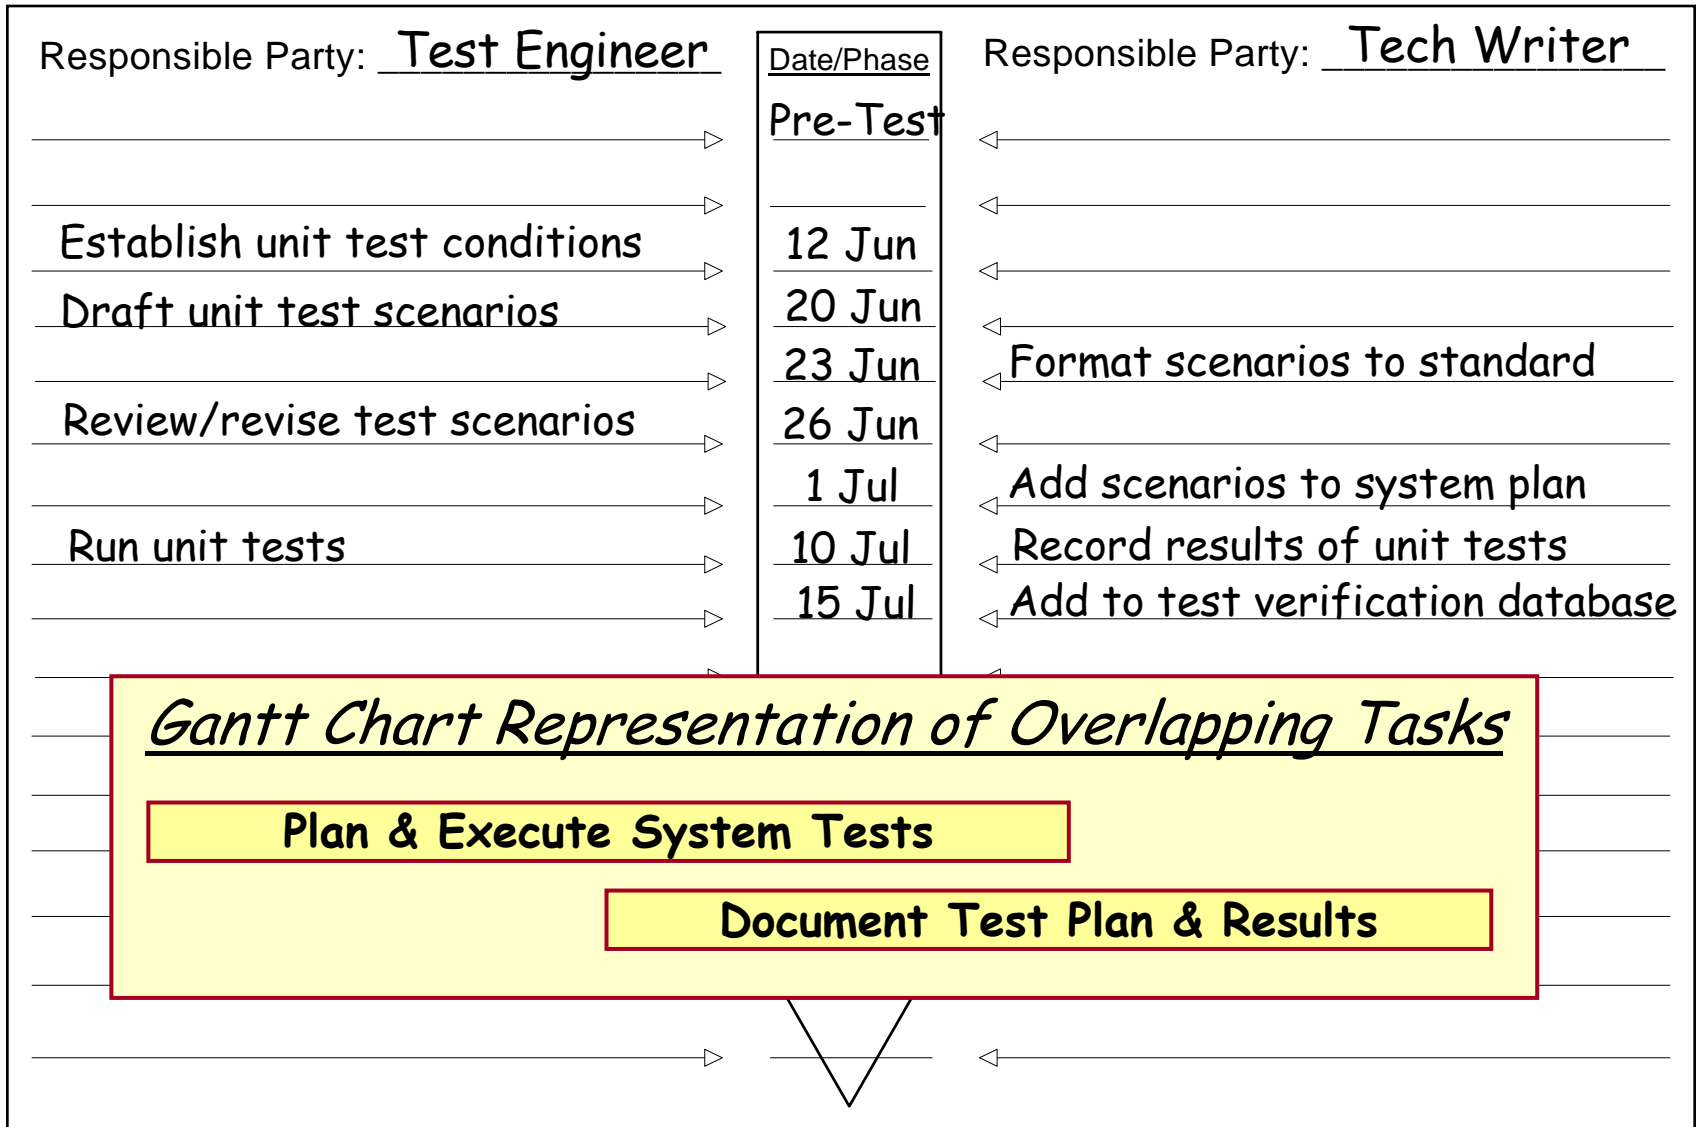 Responsible Party: Test Engineer Date/Phase Responsible Party: Tech Writer
Pre-Test
Establish unit test conditions 12 Jun
Draft unit test scenarios 20 Jun
23 Jun Format scenarios to standard
Review/revise test scenarios 26 Jun
1 Jul Add scenarios to system plan
Run unit tests 10 Jul Record results of unit tests
15 Jul Add to test verification database
Gantt Chart Representation of Overlapping Tasks
Plan & Execute System Tests
Document Test Plan & Results